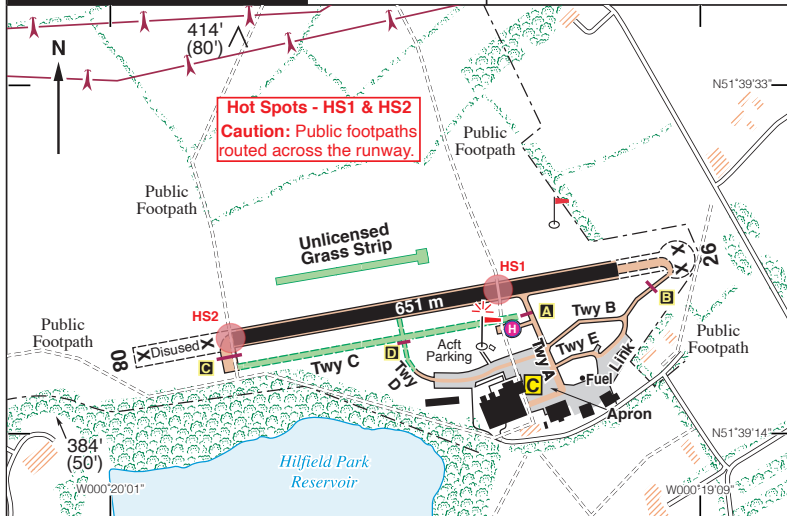 414'
(80')
N
N51°39'33"
Hot Spots - HS1 & HS2
Caution: Public footpaths
routed across the runway.
Public
Footpath
Public
Footpath
Unlicensed
Grass Strip
HS1
X
X
26
651 m
HS2
A
B
H
Twy B
Public
Footpath
08
X
Disused
X
C
Twy C
D
Twy
D
Acft
Parking
Twy A
Twy E
Link
Public
Footpath
C
Fuel
Apron
384'
(50')
N51°39'14"
Hilfield Park
Reservoir
W000°20'01"
W000°19'09"